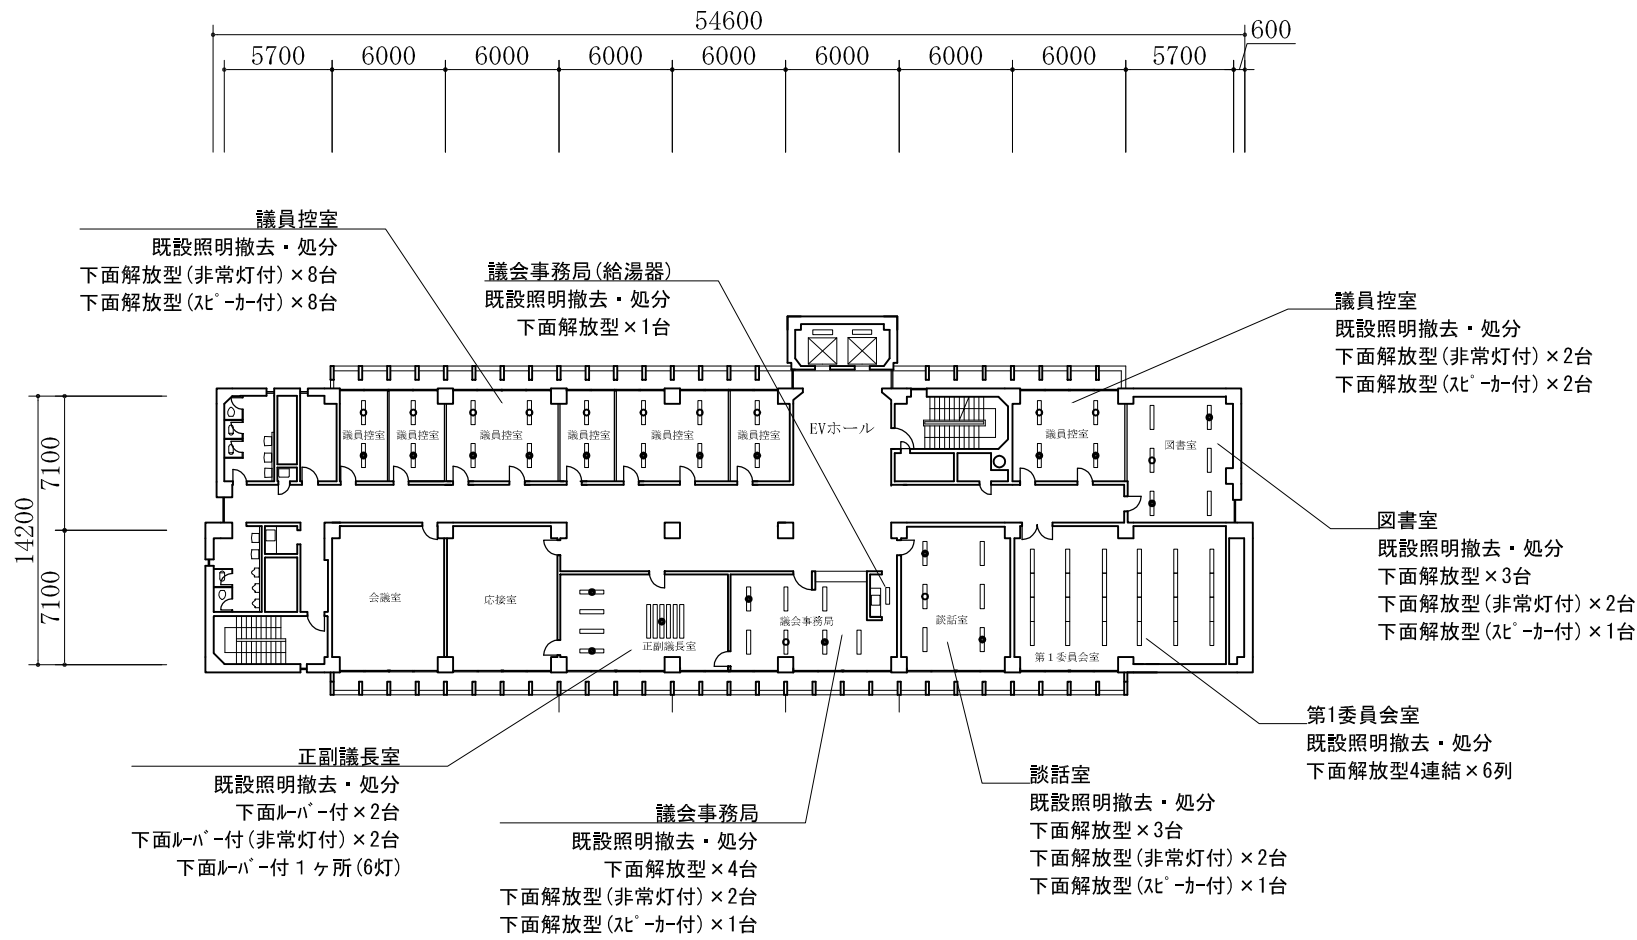 54600
600
5700
6000
6000
6000
6000
6000
6000
6000
5700
議員控室
既設照明撤去・処分
下面解放型(非常灯付)×8台
下面解放型(ｽﾋﾟｰｶｰ付)×8台
議会事務局(給湯器)
既設照明撤去・処分
下面解放型×1台
議員控室
既設照明撤去・処分
下面解放型(非常灯付)×2台
下面解放型(ｽﾋﾟｰｶｰ付)×2台
14200
7100
7100
議員控室
議員控室
議員控室
議員控室
議員控室
議員控室
EVホール
議員控室
図書室
図書室
既設照明撤去・処分
下面解放型×3台
下面解放型(非常灯付)×2台
下面解放型(ｽﾋﾟｰｶｰ付)×1台
会議室
応接室
正副議長室
議会事務局
談話室
第１委員会室
第1委員会室
既設照明撤去・処分
下面解放型4連結×6列
正副議長室
既設照明撤去・処分
下面ﾙｰﾊﾞｰ付×2台
下面ﾙｰﾊﾞｰ付(非常灯付)×2台
下面ﾙｰﾊﾞｰ付１ヶ所(6灯)
議会事務局
既設照明撤去・処分
下面解放型×4台
下面解放型(非常灯付)×2台
下面解放型(ｽﾋﾟｰｶｰ付)×1台
談話室
既設照明撤去・処分
下面解放型×3台
下面解放型(非常灯付)×2台
下面解放型(ｽﾋﾟｰｶｰ付)×1台